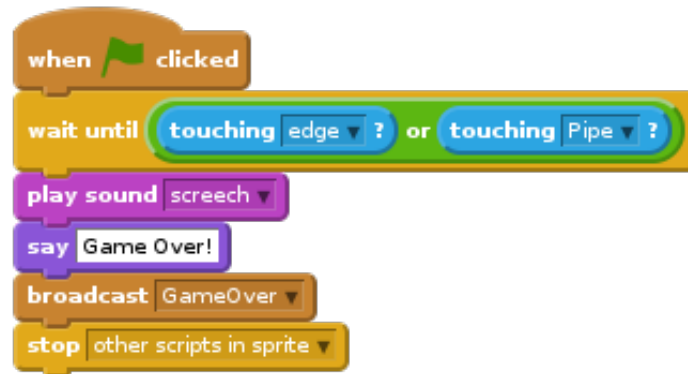 when clicked
wait until touching edge ? or touching Pipe ?
play sound screech
say Game Over!
broadcast GameOver
stop other scripts in sprite